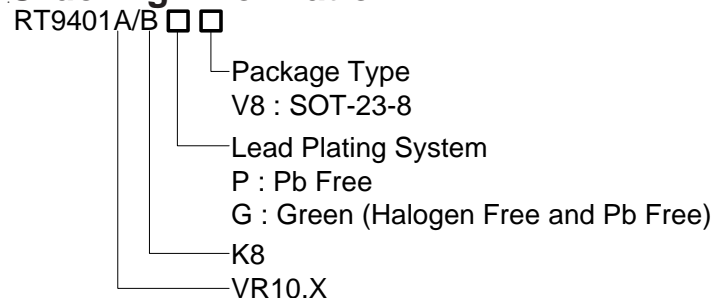 RT9401A/B
Package Type
V8 : SOT-23-8
Lead Plating System
P : Pb Free
G : Green (Halogen Free and Pb Free)
K8
VR10.X